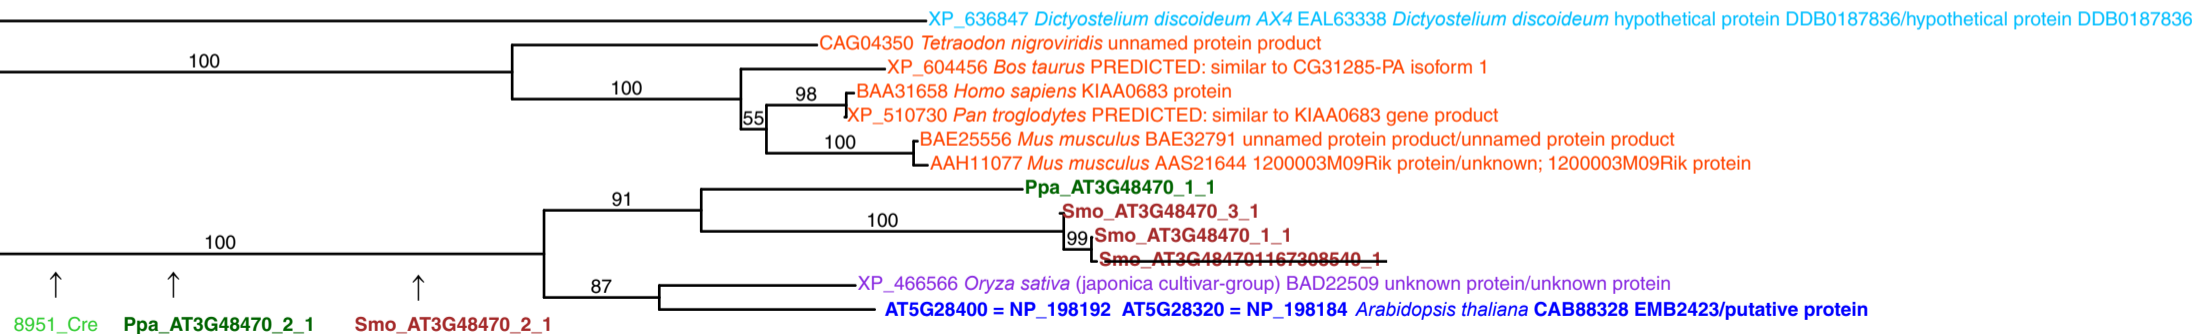 XP_636847 Dictyostelium discoideum AX4 EAL63338 Dictyostelium discoideum hypothetical protein DDB0187836/hypothetical protein DDB0187836
CAG04350 Tetraodon nigroviridis unnamed protein product
100
XP_604456 Bos taurus PREDICTED: similar to CG31285-PA isoform 1
100
98
BAA31658 Homo sapiens KIAA0683 protein
55
XP_510730 Pan troglodytes PREDICTED: similar to KIAA0683 gene product
100
BAE25556 Mus musculus BAE32791 unnamed protein product/unnamed protein product
AAH11077 Mus musculus AAS21644 1200003M09Rik protein/unknown; 1200003M09Rik protein
Ppa_AT3G48470_1_1
91
Smo_AT3G48470_3_1
100
99
Smo_AT3G48470_1_1
100
Smo_AT3G484701167308540_1
87
XP_466566 Oryza sativa (japonica cultivar-group) BAD22509 unknown protein/unknown protein
AT5G28400 = NP_198192 AT5G28320 = NP_198184 Arabidopsis thaliana CAB88328 EMB2423/putative protein
8951_Cre Ppa_AT3G48470_2_1 Smo_AT3G48470_2_1